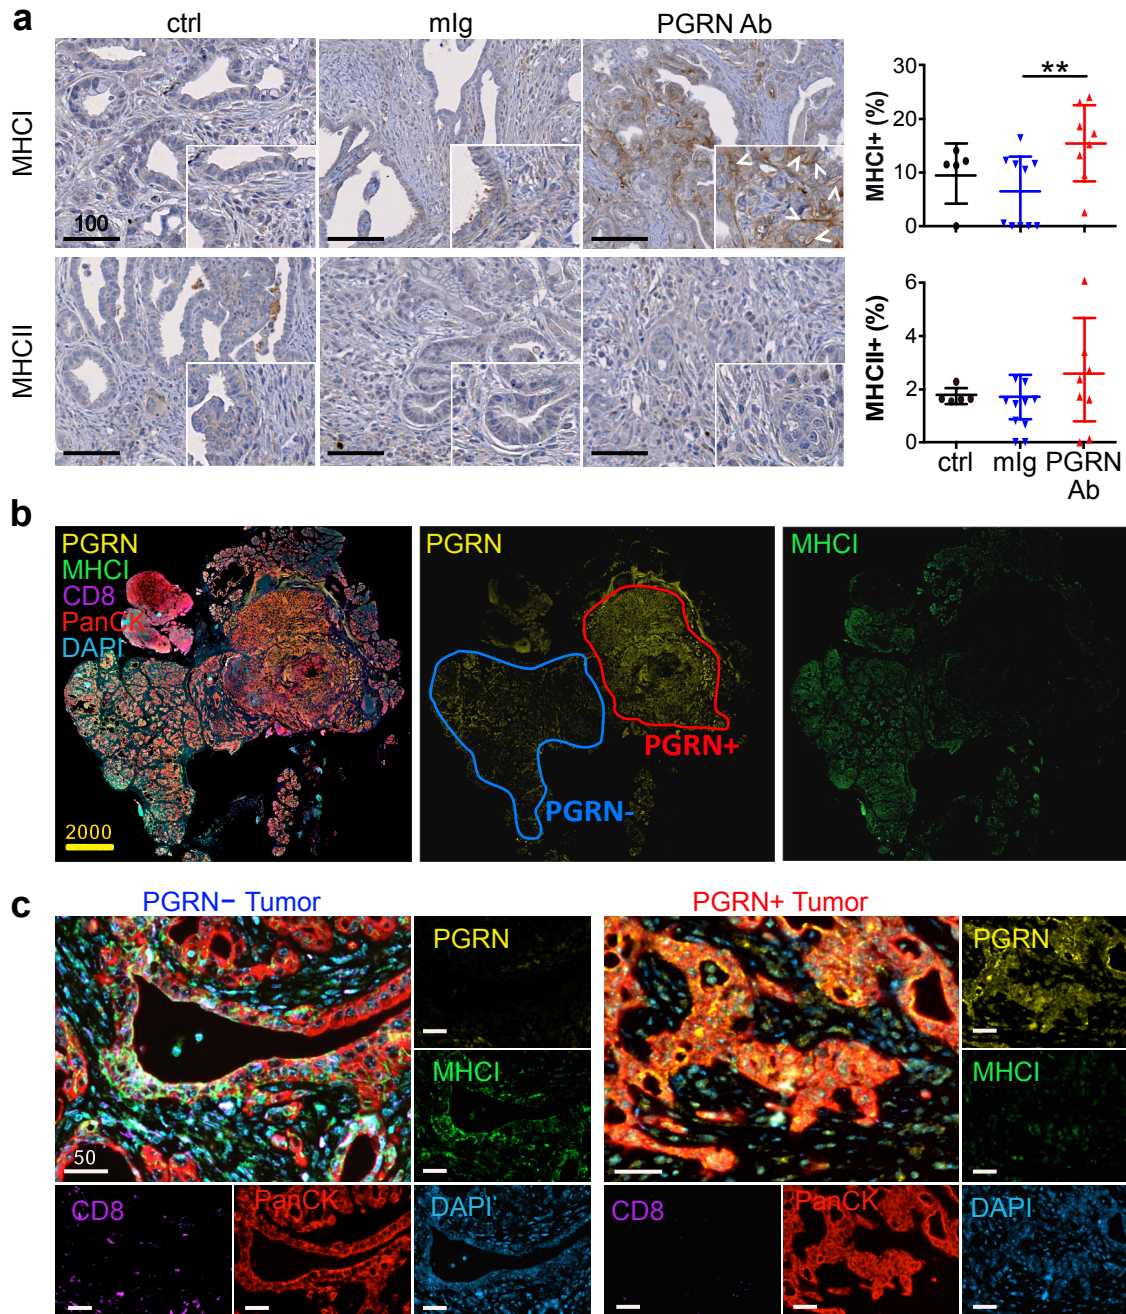 a
ctrl
mIg
PGRN Ab
MHCI
100
MHCI+ (%)
30
20
10
0
**
MHCII
MHCII+ (%)
6
4
2
0
ctrl
mIg
PGRN
Ab
b
PGRN
MHCI
CD8
PanCK
DAPI
2000
PGRN
PGRN+
PGRN-
MHCI
c
PGRN− Tumor
50
PGRN
MHCI
CD8
PanCK
DAPI
PGRN+ Tumor
PGRN
MHCI
CD8
PanCK
DAPI